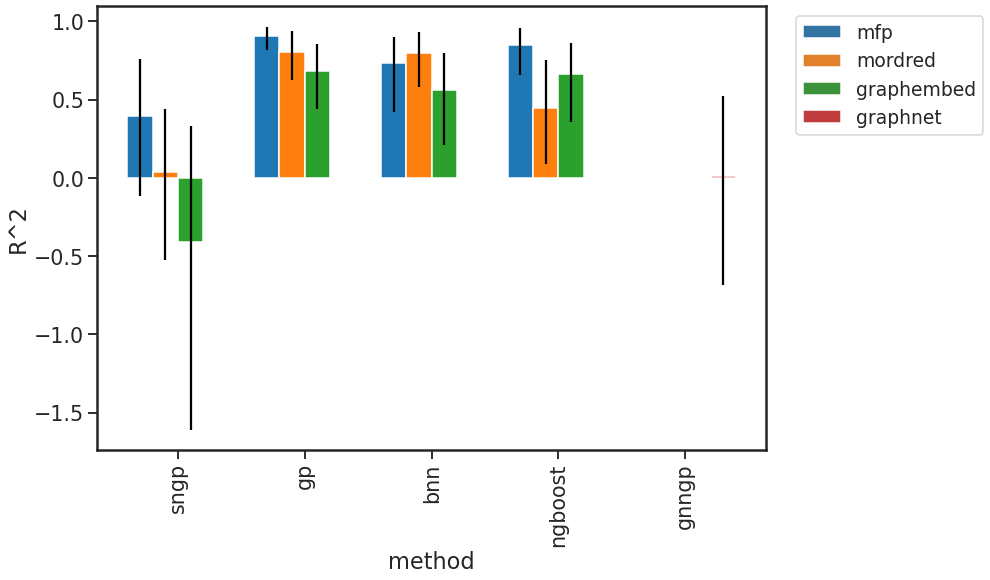 1.0
0.5
0.0
−0.5
−1.0
−1.5
R^2
sngp
gp
bnn
ngboost
gnngp
method
mfp
mordred
graphembed
graphnet